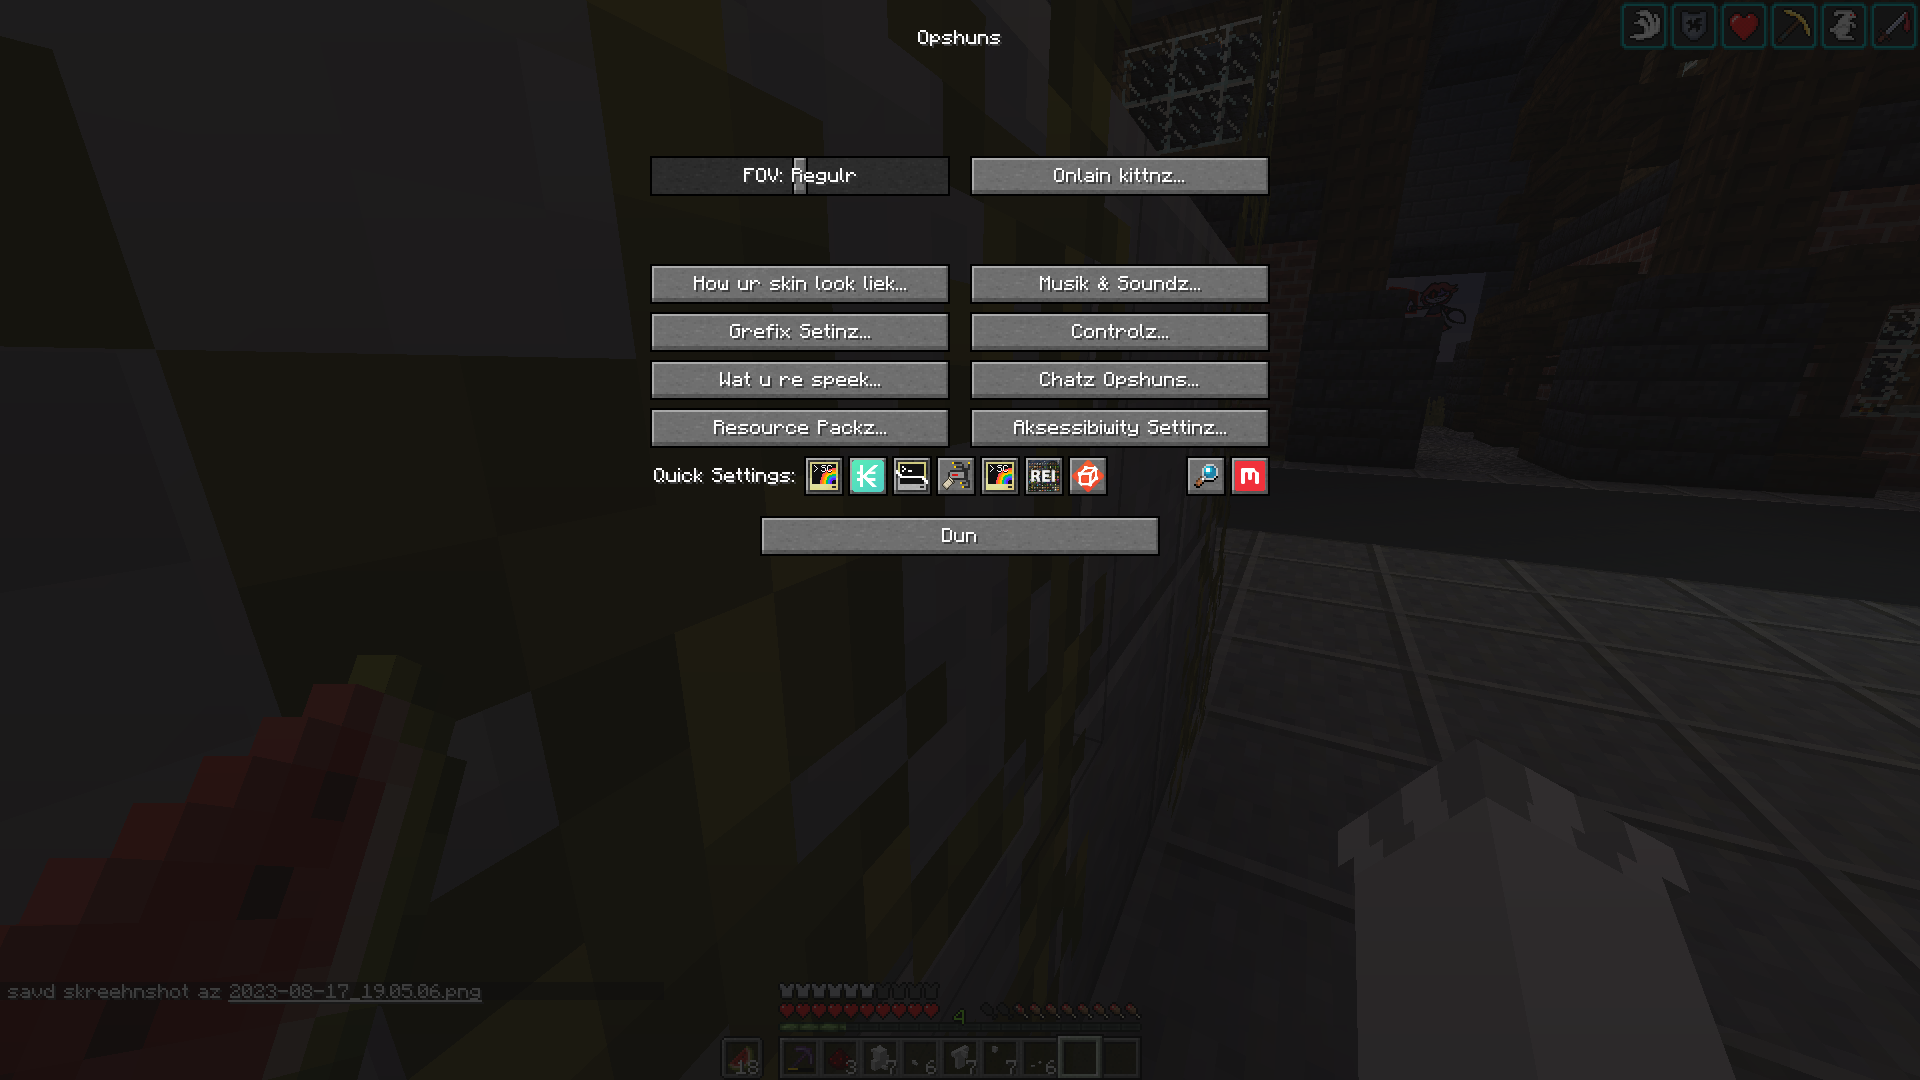 Opshuns
FOV: Regulr
Onlain kittnz...
How ur skin look liek...
Musik & Soundz...
Grefix Setinz...
Controlz...
Wat u re speek...
Chatz Opshuns...
Resource Packz...
Aksessibiwity Settinz...
Quick Settings:
>SC
>SC
REI
m
Dun
savd skreehnshot az 2023-08-17_19.05.06.png
4
18
3
7
6
7
7
6